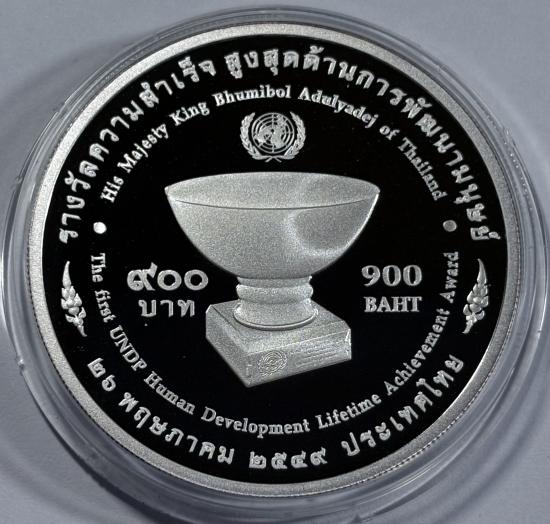 รางวัลความสำเร็จ สูงสุดด้านการพัฒนามนุษย์
His Majesty King Bhumibol Adulyadej of Thailand
๙๐๐
บาท
900
BAHT
The first UNDP Human Development Lifetime Achievement Award
๒๖ พฤษภาคม ๒๕๔๙ ประเทศไทย